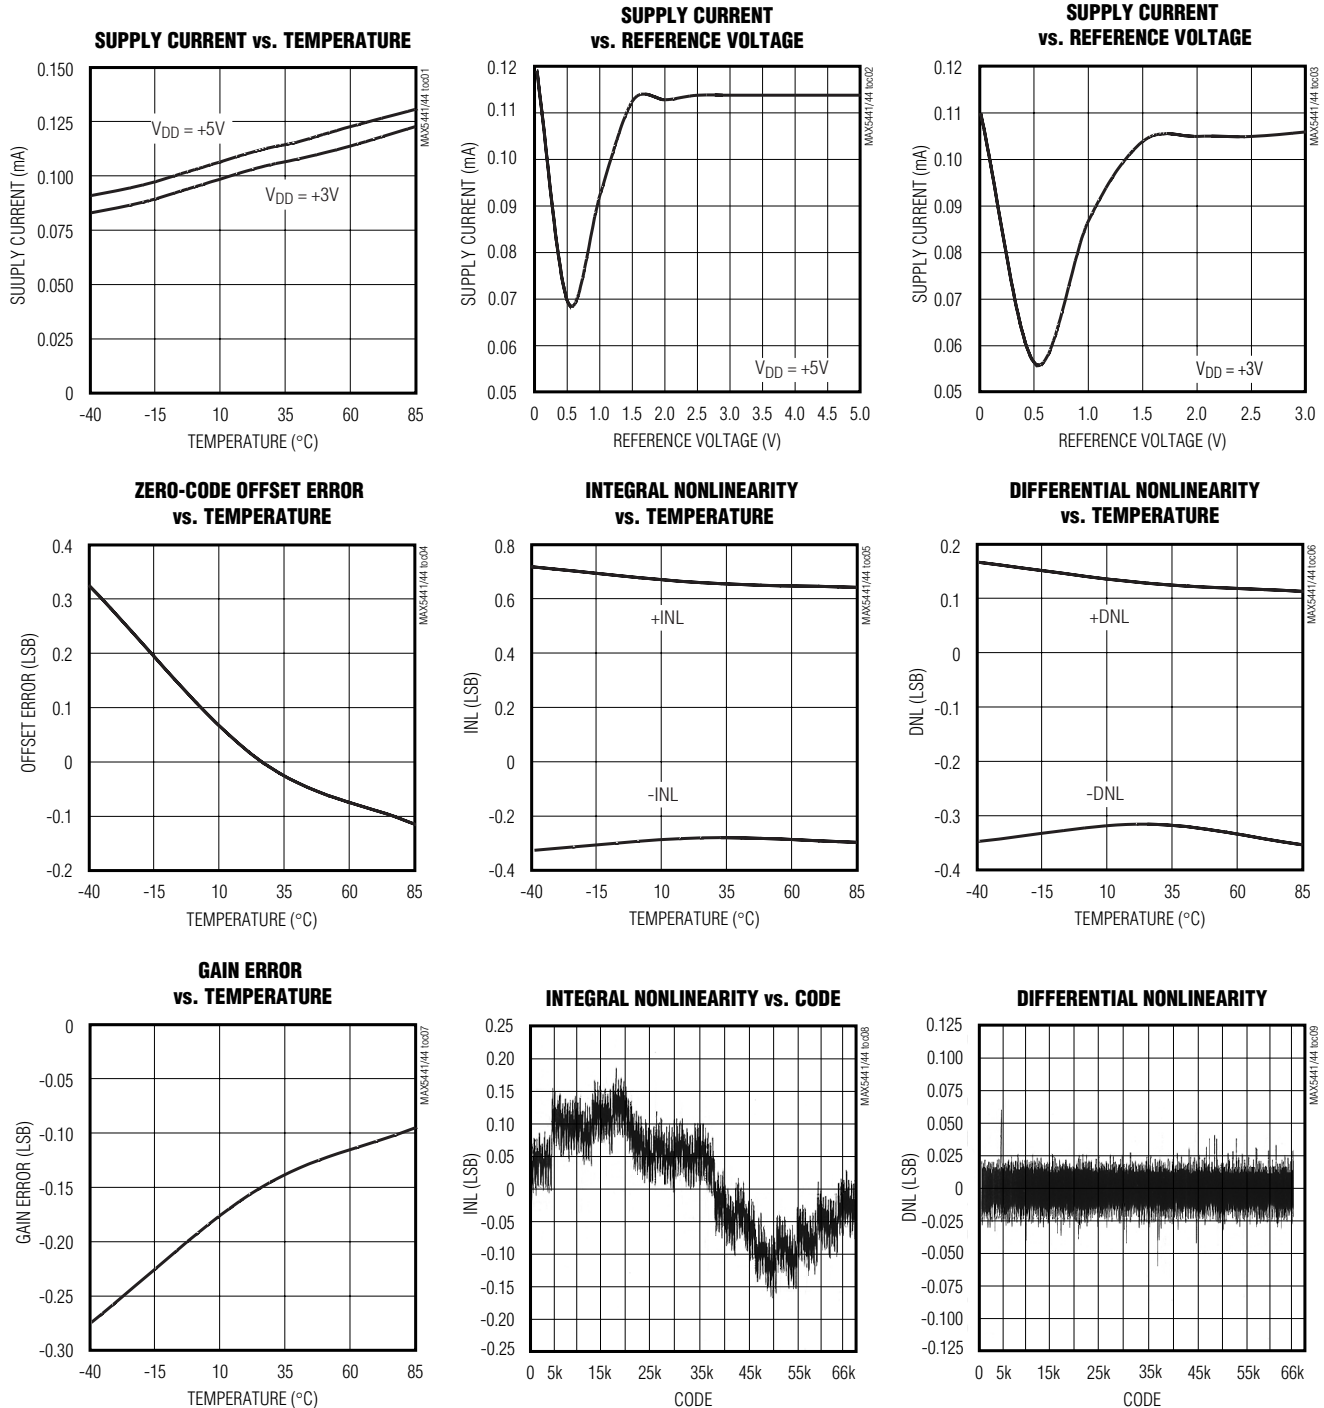 SUPPLY CURRENT vs. TEMPERATURE
0.150
0.125
0.100
0.075
0.050
0.025
0
SUUPLY CURRENT (mA)
VDD = +5V
VDD = +3V
-40 -15 10 35 60 85
TEMPERATURE (°C)
MAX5441/44 toc01
SUPPLY CURRENT
vs. REFERENCE VOLTAGE
0.12
0.11
0.10
0.09
0.08
0.07
0.06
0.05
SUPPLY CURRENT (mA)
VDD = +5V
0 0.5 1.0 1.5 2.0 2.5 3.0 3.5 4.0 4.5 5.0
REFERENCE VOLTAGE (V)
MAX5441/44 toc02
SUPPLY CURRENT
vs. REFERENCE VOLTAGE
0.12
0.11
0.10
0.09
0.08
0.07
0.06
0.05
SUPPLY CURRENT (mA)
VDD = +3V
0 0.5 1.0 1.5 2.0 2.5 3.0
REFERENCE VOLTAGE (V)
MAX5441/44 toc03
ZERO-CODE OFFSET ERROR
vs. TEMPERATURE
0.4
0.3
0.2
0.1
0
-0.1
-0.2
OFFSET ERROR (LSB)
-40 -15 10 35 60 85
TEMPERATURE (°C)
MAX5441/44 toc04
INTEGRAL NONLINEARITY
vs. TEMPERATURE
0.8
0.6
0.4
0.2
0
-0.2
-0.4
INL (LSB)
+INL
-INL
-40 -15 10 35 60 85
TEMPERATURE (°C)
MAX5441/44 toc05
DIFFERENTIAL NONLINEARITY
vs. TEMPERATURE
0.2
0.1
0
-0.1
-0.2
-0.3
-0.4
DNL (LSB)
+DNL
-DNL
-40 -15 10 35 60 85
TEMPERATURE (°C)
MAX5441/44 toc06
GAIN ERROR
vs. TEMPERATURE
0
-0.05
-0.10
-0.15
-0.20
-0.25
-0.30
GAIN ERROR (LSB)
-40 -15 10 35 60 85
TEMPERATURE (°C)
MAX5441/44 toc07
INTEGRAL NONLINEARITY vs. CODE
0.25
0.20
0.15
0.10
0.05
0
-0.05
-0.10
-0.15
-0.20
-0.25
INL (LSB)
0 5k 15k 25k 35k 45k 55k 66k
CODE
MAX5441/44 toc08
DIFFERENTIAL NONLINEARITY
0.125
0.100
0.075
0.050
0.025
0
-0.025
-0.050
-0.075
-0.100
-0.125
DNL (LSB)
0 5k 15k 25k 35k 45k 55k 66k
CODE
MAX5441/44 toc09